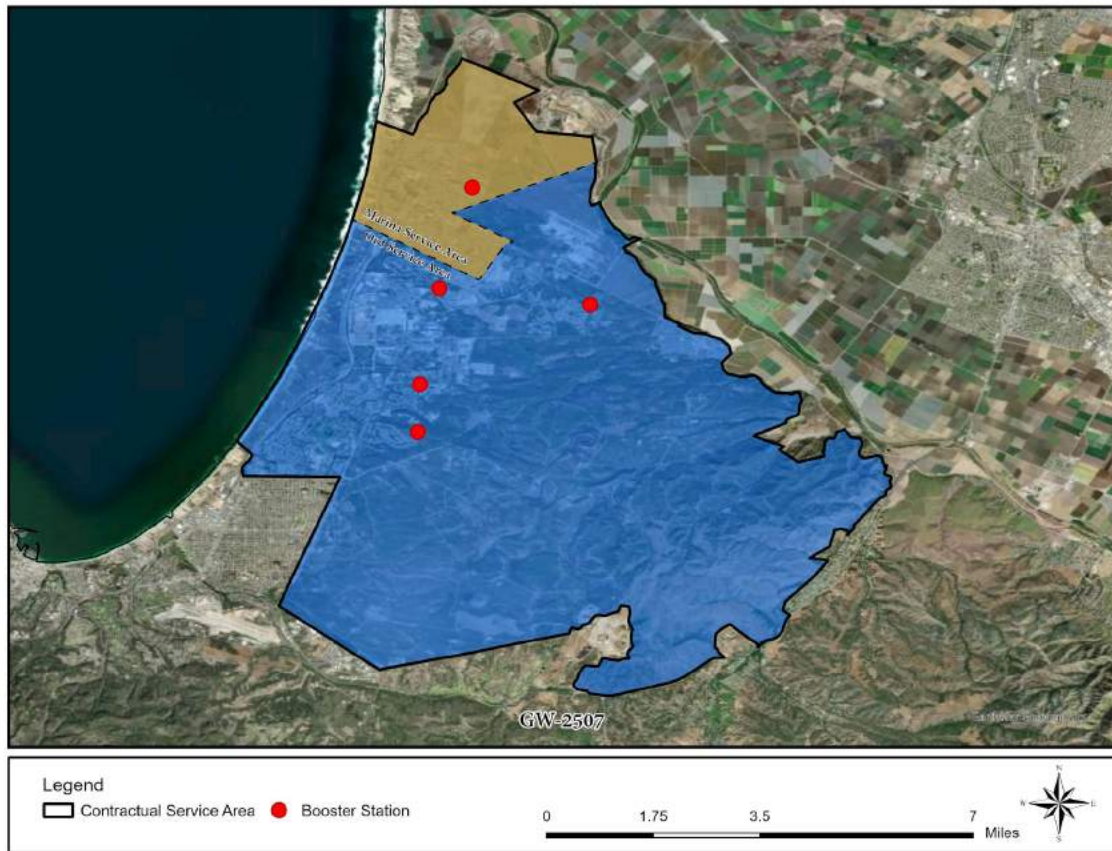 Marina Service Area
Service Area
GW-2507
Legend
Contractual Service Area
Booster Station
0
1.75
3.5
7
Miles
N
W
E
S